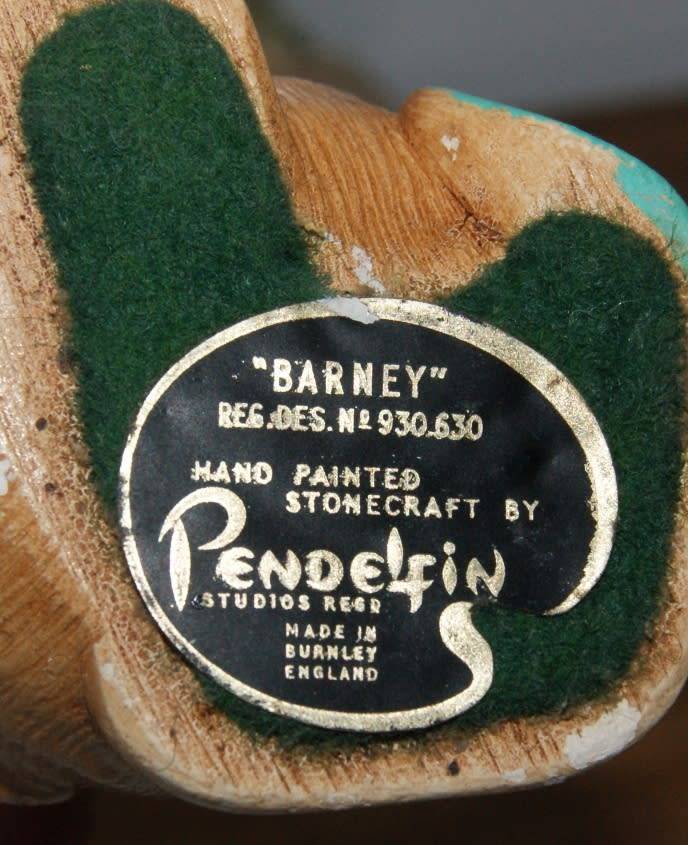 "BARNEY"
REG.DES. Nº 930.630
HAND PAINTED
STONECRAFT BY
PENDELFIN
STUDIOS REGD
MADE IN
BURNLEY
ENGLAND